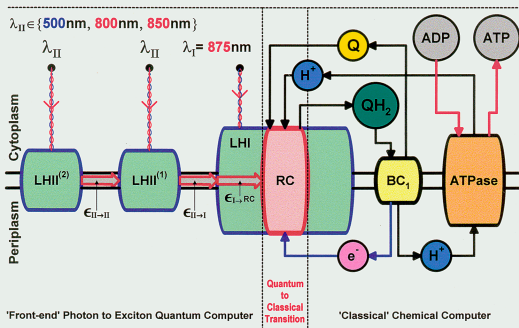 λII∈{500nm, 800nm, 850nm}
λII
λII
λI= 875nm
Q
H+
QH2
ADP
ATP
Cytoplasm
Periplasm
LHII(2)
LHII(1)
LHI
RC
BC1
ATPase
ϵII→II
ϵII→I
ϵI→RC
e-
H+
Quantum
to
Classical
Transition
'Front-end' Photon to Exciton Quantum Computer
'Classical' Chemical Computer